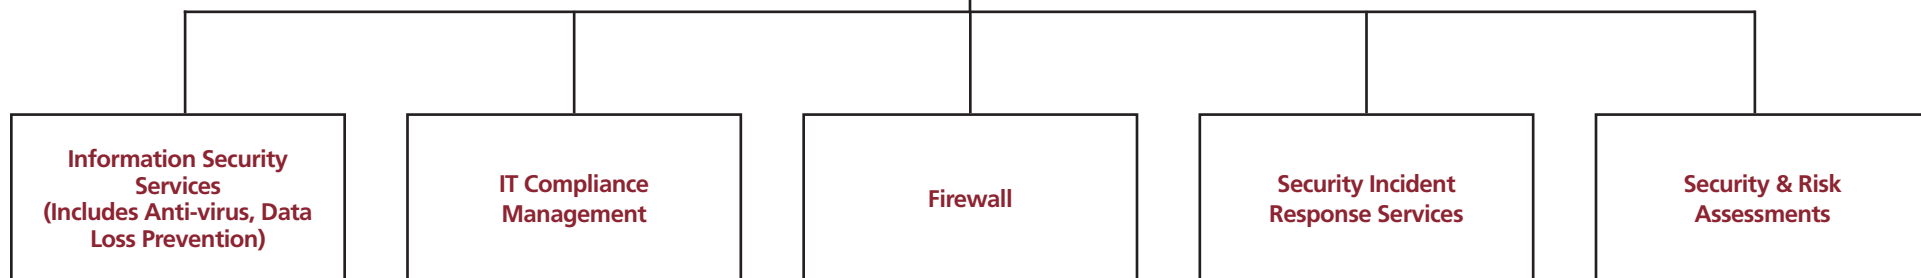 Information Security
Services
(Includes Anti-virus, Data
Loss Prevention)
IT Compliance
Management
Firewall
Security Incident
Response Services
Security & Risk
Assessments